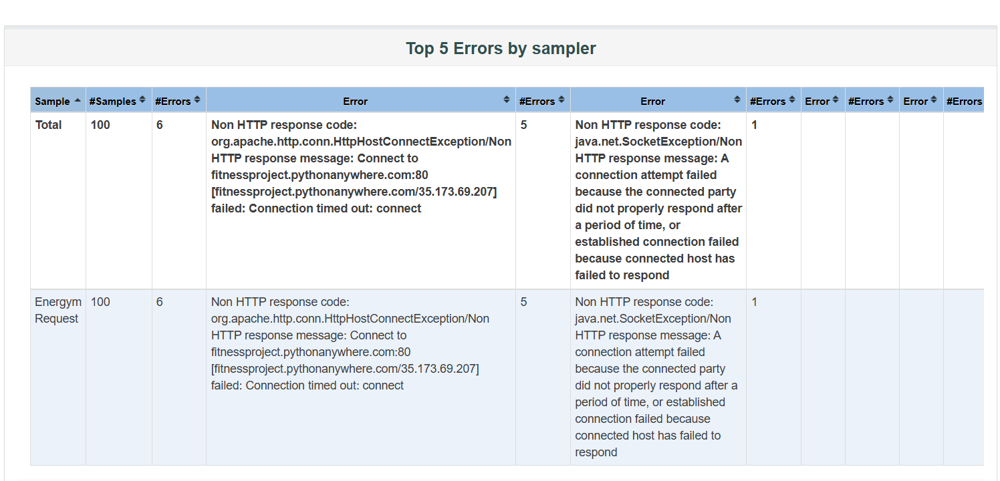 Top 5 Errors by sampler
Sample #Samples #Errors Error #Errors Error #Errors Error #Errors Error #Errors
Total 100 6
Non HTTP response code:
org.apache.http.conn.HttpHostConnectException/Non
HTTP response message: Connect to
fitnessproject.pythonanywhere.com:80
[fitnessproject.pythonanywhere.com/35.173.69.207]
failed: Connection timed out: connect
5
Non HTTP response code:
java.net.SocketException/Non
HTTP response message: A
connection attempt failed
because the connected party
did not properly respond after
a period of time, or
established connection failed
because connected host has
failed to respond
1
Energym
Request
100 6
Non HTTP response code:
org.apache.http.conn.HttpHostConnectException/Non
HTTP response message: Connect to
fitnessproject.pythonanywhere.com:80
[fitnessproject.pythonanywhere.com/35.173.69.207]
failed: Connection timed out: connect
5
Non HTTP response code:
java.net.SocketException/Non
HTTP response message: A
connection attempt failed
because the connected party
did not properly respond after a
period of time, or established
connection failed because
connected host has failed to
respond
1